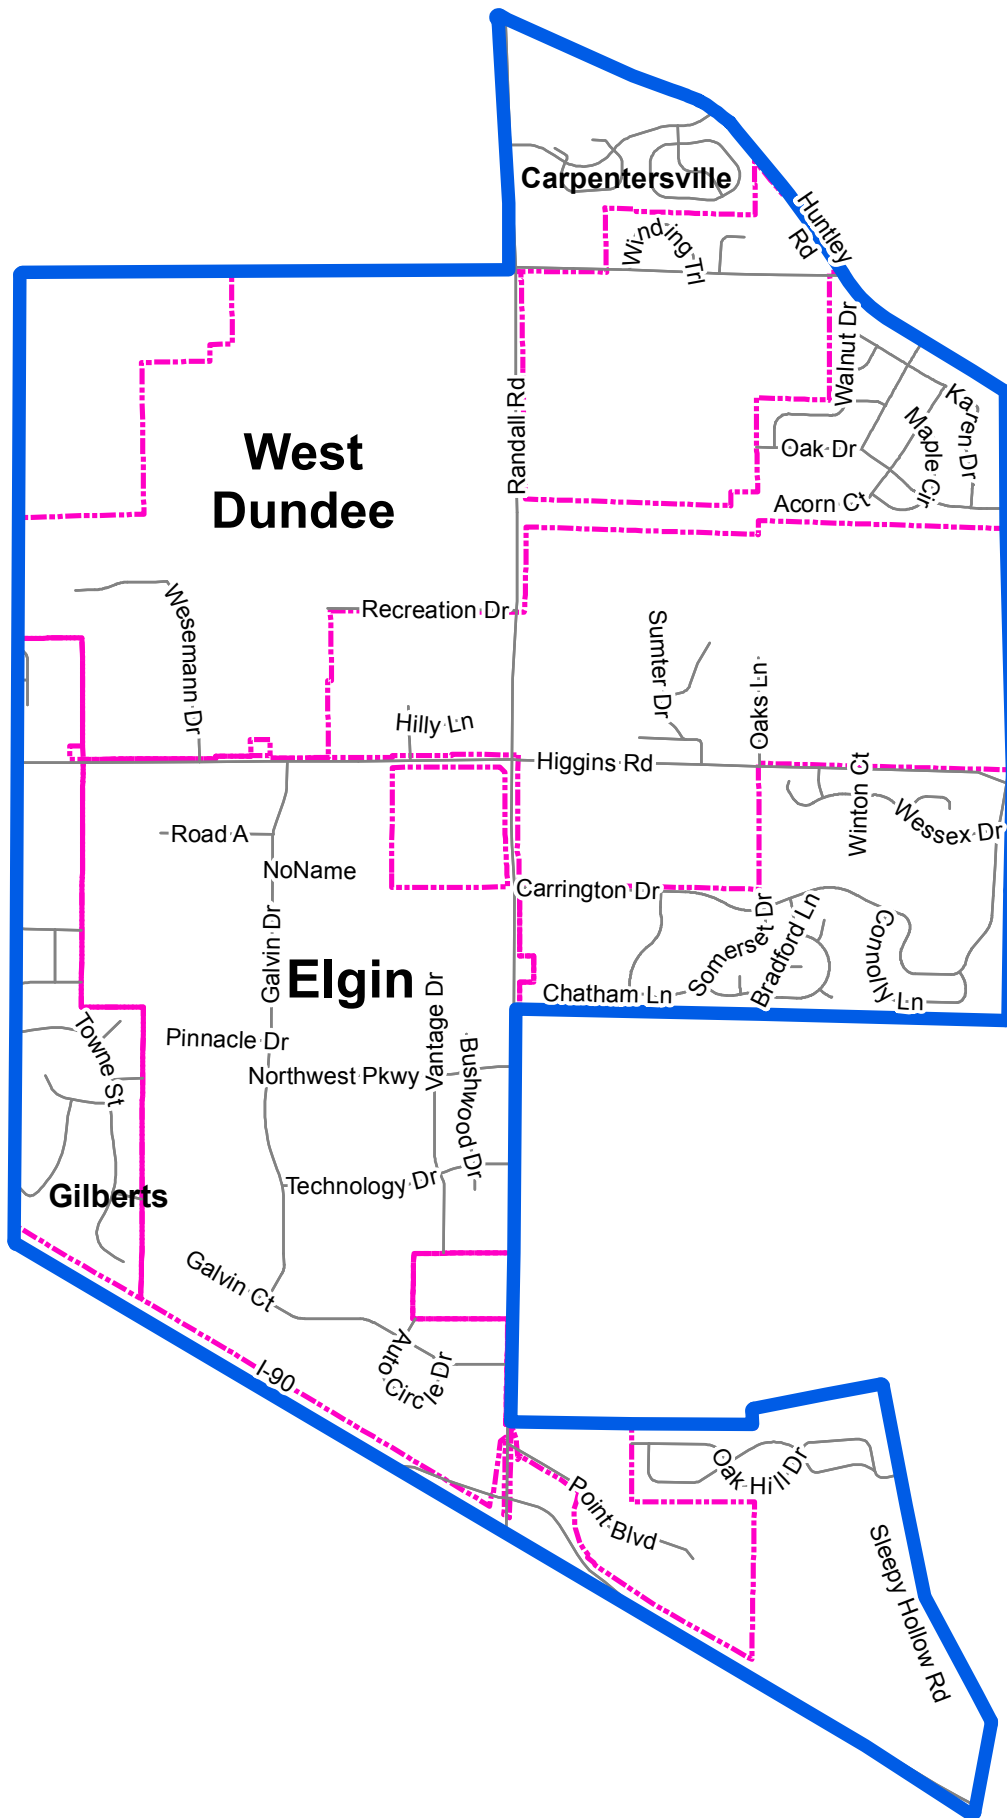 Carpentersville
Huntley
Rd
Winding Trl
Walnut Dr
Randall Rd
Karen Dr
Maple Cir
West
Dundee
Oak Dr
Acorn Ct
Wesemann Dr
Recreation Dr
Sumter Dr
Oaks Ln
Hilly Ln
Higgins Rd
Winton Ct
Wessex Dr
Road A
NoName
Carrington Dr
Galvin Dr
Somerset Dr
Bradford Ln
Connolly Ln
Elgin
Vantage Dr
Chatham Ln
Towne St
Pinnacle Dr
Bushwood Dr
Northwest Pkwy
Technology Dr
Gilberts
Galvin Ct
Auto
Circle Dr
I-90
Oak Hill Dr
Point Blvd
Sleepy Hollow Rd